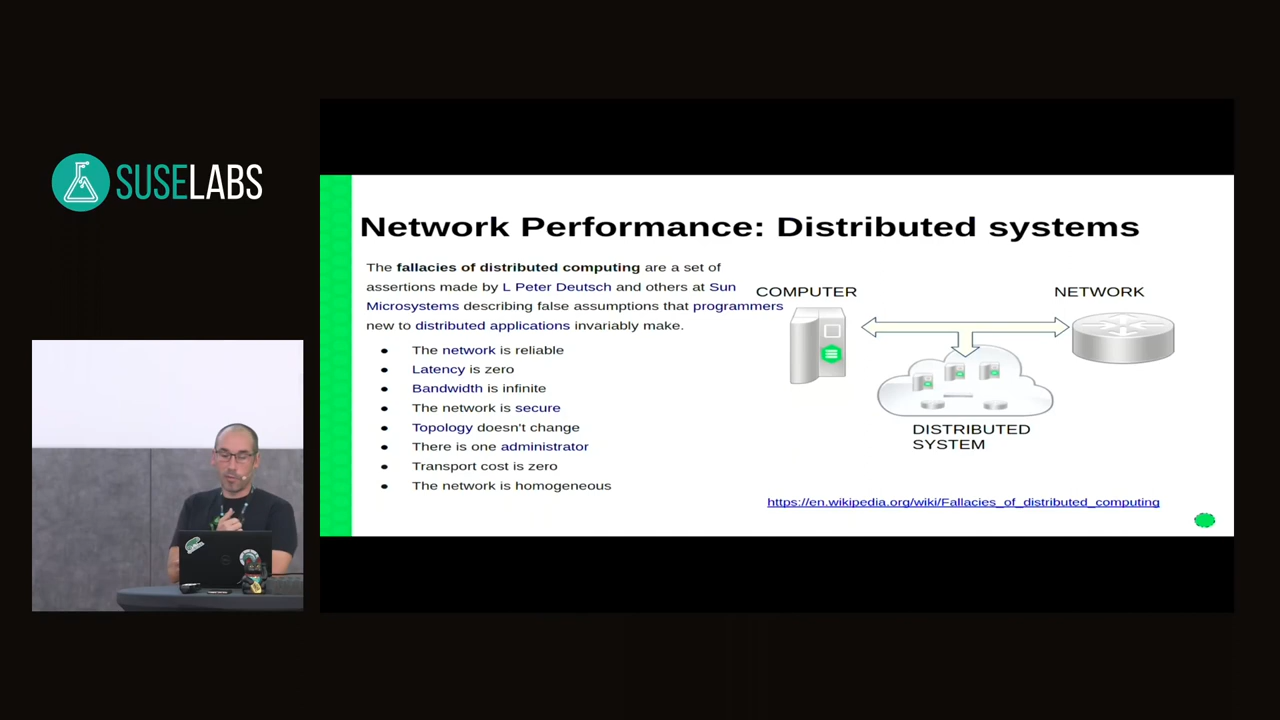 SUSELABS
Network Performance: Distributed systems
The fallacies of distributed computing are a set of
assertions made by L Peter Deutsch and others at Sun
Microsystems describing false assumptions that programmers
new to distributed applications invariably make.
● The network is reliable
● Latency is zero
● Bandwidth is infinite
● The network is secure
● Topology doesn't change
● There is one administrator
● Transport cost is zero
● The network is homogeneous
COMPUTER
NETWORK
DISTRIBUTED
SYSTEM
https://en.wikipedia.org/wiki/Fallacies_of_distributed_computing